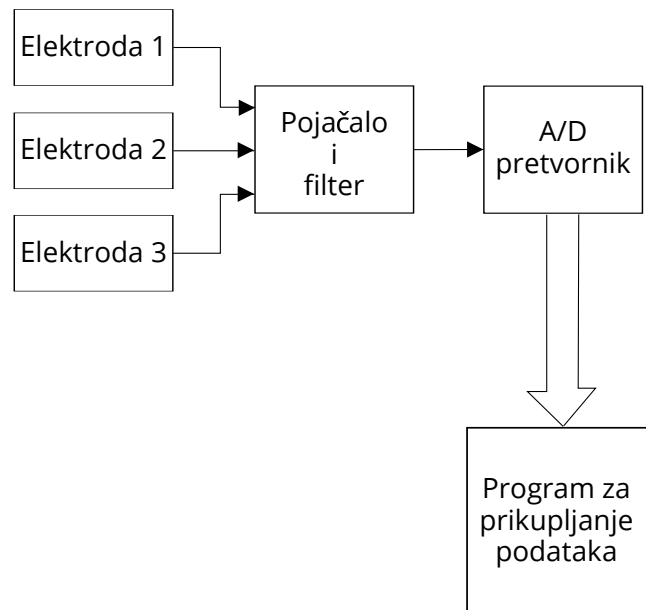 Elektroda 1
Elektroda 2
Elektroda 3
Pojačalo
i
filter
A/D
pretvornik
Program za
prikupljanje
podataka